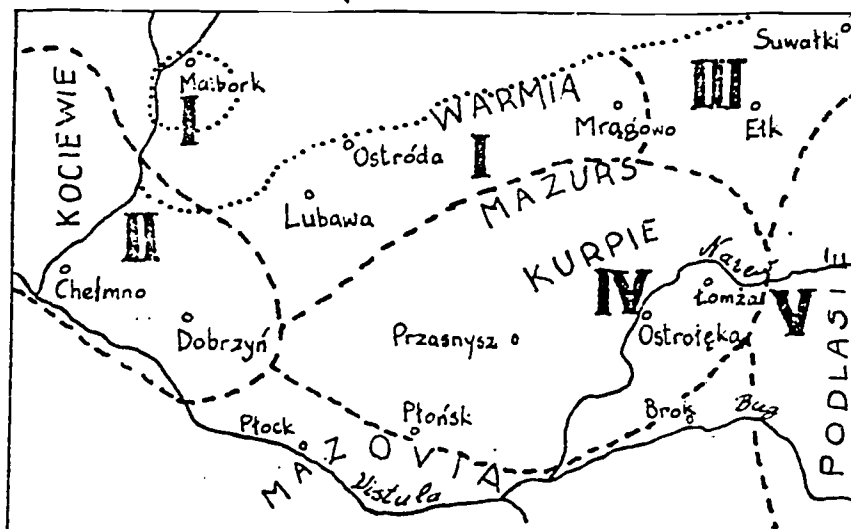 Suwałki
Malbork
I
KOCIEWIE
WARMIA
III
Mrągowo
Ełk
Ostróda
I
MAZURS
Lubawa
II
KURPIE
Narew
IV
Łomża
V
Chełmno
Dobrzyń
Przasnysz
Ostrołęka
PODLASIE
Płock
Płońsk
Brok
Bug
MAZOVIA
Vistula